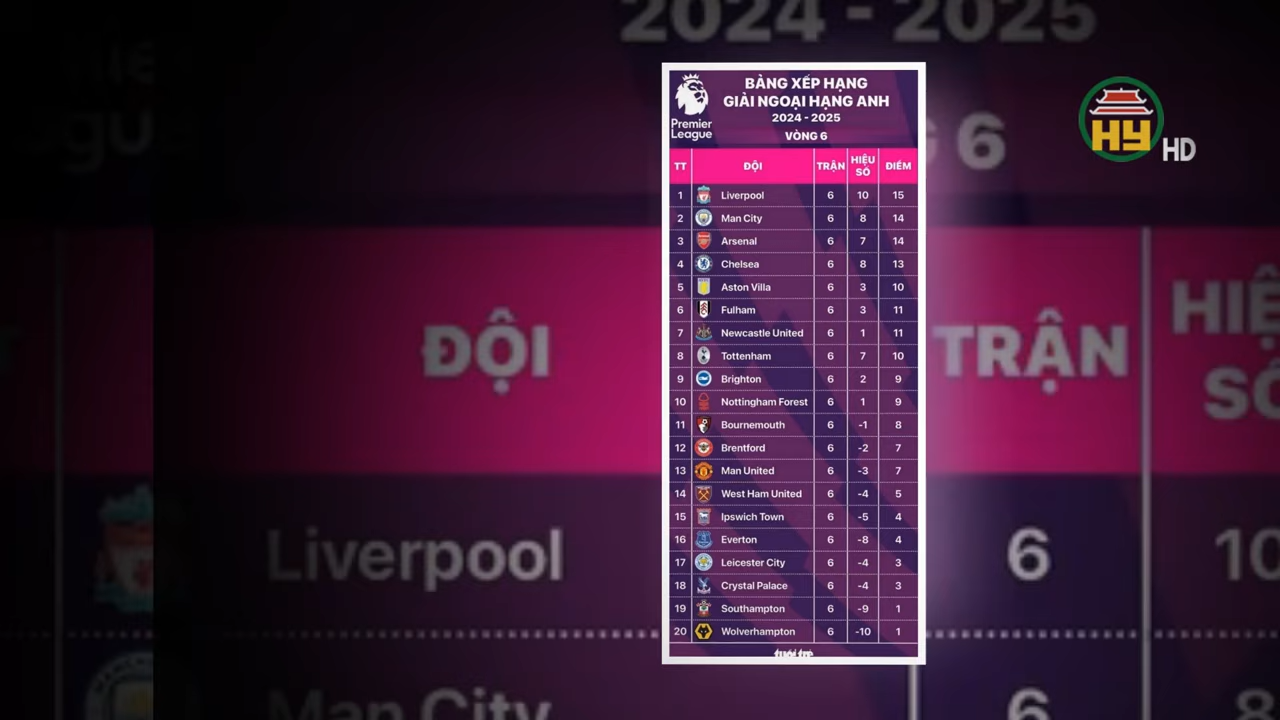 2024 - 2025
BẢNG XẾP HẠNG
GIẢI NGOẠI HẠNG ANH
2024 - 2025
VÒNG 6
Premier
League
HY HD
TT ĐỘI TRẬN HIỆU SỐ ĐIỂM
1 Liverpool 6 10 15
2 Man City 6 8 14
3 Arsenal 6 7 14
4 Chelsea 6 8 13
5 Aston Villa 6 3 10
6 Fulham 6 3 11
7 Newcastle United 6 1 11
8 Tottenham 6 7 10
9 Brighton 6 2 9
10 Nottingham Forest 6 1 9
11 Bournemouth 6 -1 8
12 Brentford 6 -2 7
13 Man United 6 -3 7
14 West Ham United 6 -4 5
15 Ipswich Town 6 -5 4
16 Everton 6 -8 4
17 Leicester City 6 -4 3
18 Crystal Palace 6 -4 3
19 Southampton 6 -9 1
20 Wolverhampton 6 -10 1
6
ĐỘI TRẬN
Liverpool 6 10
Man City 6 8